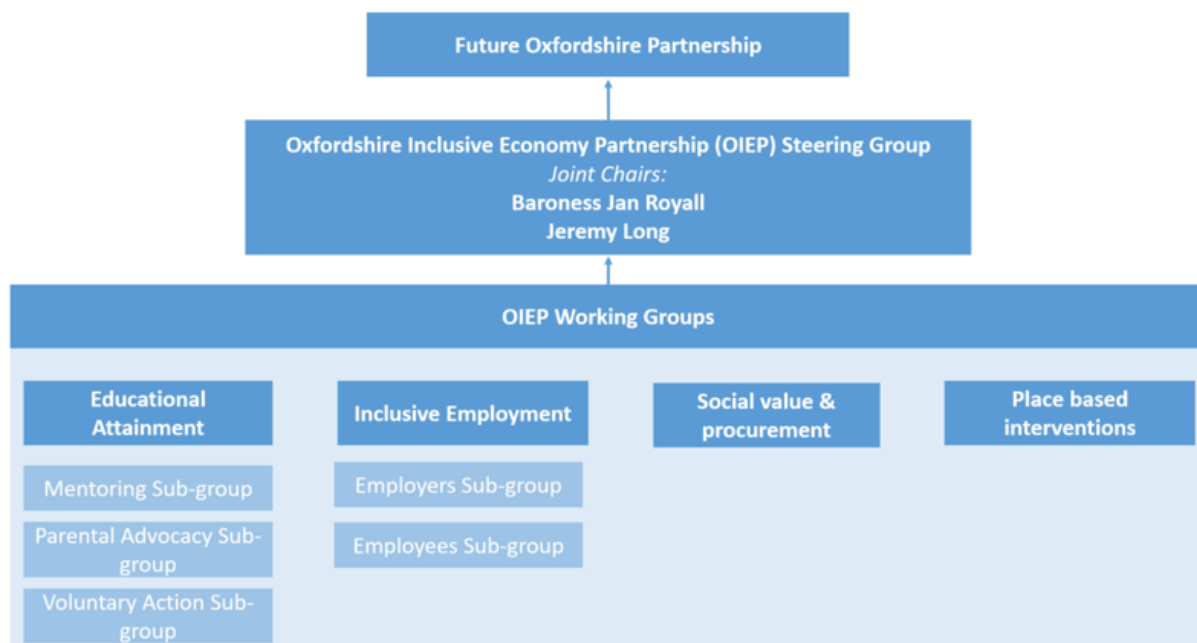 Future Oxfordshire Partnership
Oxfordshire Inclusive Economy Partnership (OIEP) Steering Group
Joint Chairs:
Baroness Jan Royall
Jeremy Long
OIEP Working Groups
Educational
Attainment
Mentoring Sub-group
Parental Advocacy Sub-
group
Voluntary Action Sub-
group
Inclusive Employment
Employers Sub-group
Employees Sub-group
Social value &
procurement
Place based
interventions